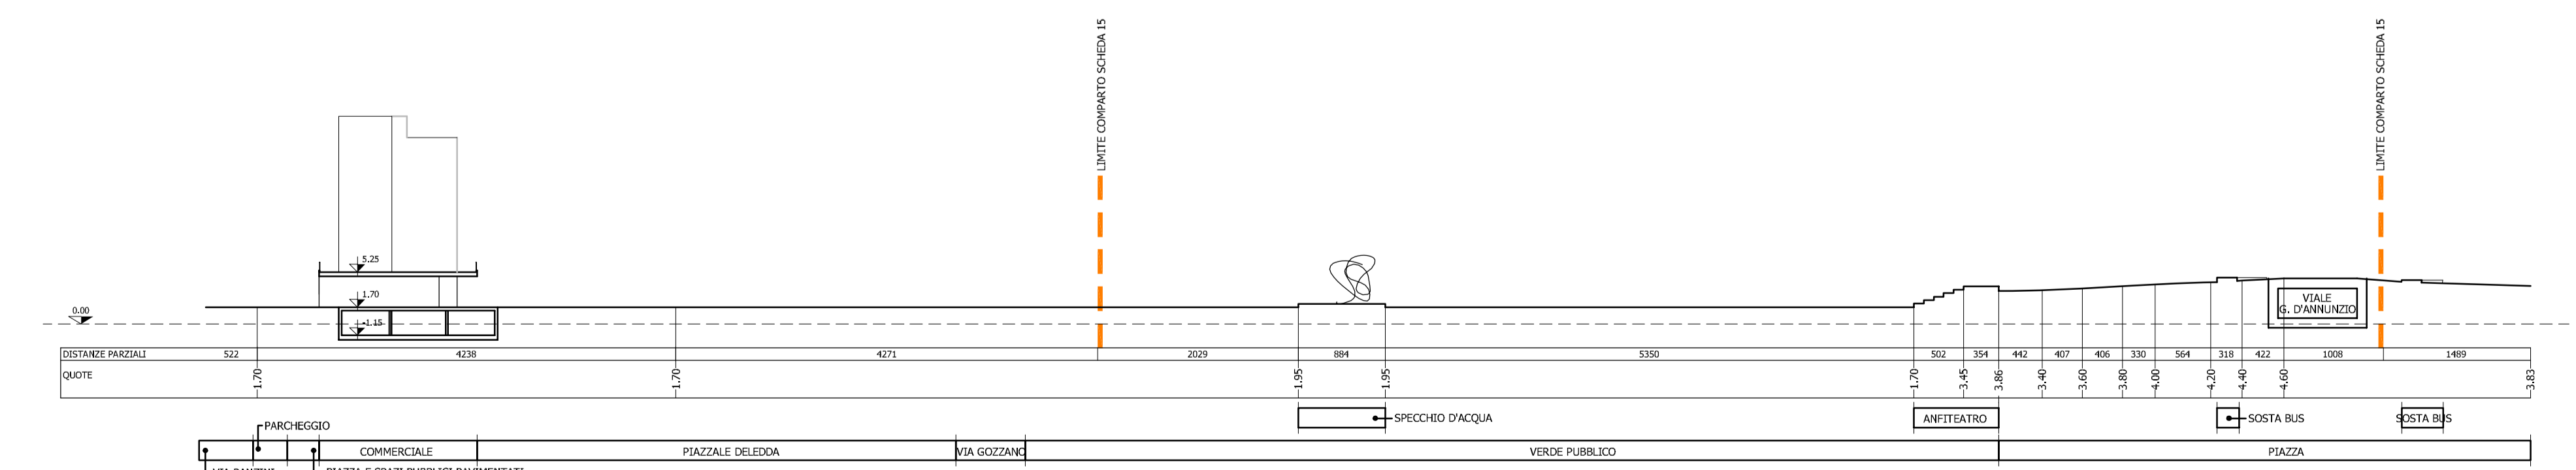 LIMITE COMPARTO SCHEDA 15
LIMITE COMPARTO SCHEDA 15
5.25
1.70
0.00
-1.15
VIALE
G. D'ANNUNZIO
DISTANZE PARZIALI 522 4238 4271 2029 884 5350 502 354 442 407 406 330 564 318 422 1008 1489
QUOTE 1.70 1.70 1.95 1.95 1.70 3.45 3.86 3.40 3.60 3.80 4.00 4.20 4.40 4.60 3.83
SPECCHIO D'ACQUA ANFITEATRO SOSTA BUS SOSTA BUS
PARCHEGGIO
COMMERCIALE PIAZZALE DELEDDA VIA GOZZANO VERDE PUBBLICO PIAZZA
PIAZZA E SPAZI PUBBLICI PAVIMENTATI